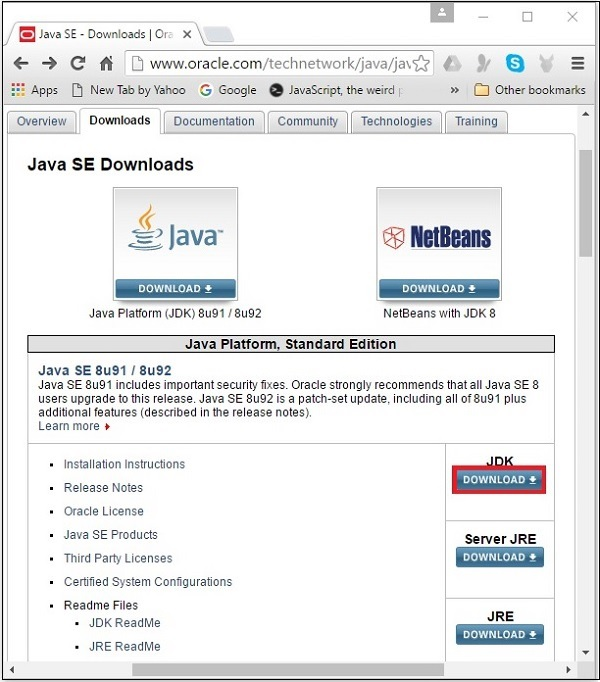 Java SE - Downloads | Ora
www.oracle.com/technetwork/java/jav
Apps
New Tab by Yahoo
Google
JavaScript, the weird
»
Other bookmarks
Overview
Downloads
Documentation
Community
Technologies
Training
Java SE Downloads
Java™
DOWNLOAD
Java Platform (JDK) 8u91 / 8u92
NetBeans
DOWNLOAD
NetBeans with JDK 8
Java Platform, Standard Edition
Java SE 8u91 / 8u92
Java SE 8u91 includes important security fixes. Oracle strongly recommends that all Java SE 8
users upgrade to this release. Java SE 8u92 is a patch-set update, including all of 8u91 plus
additional features (described in the release notes).
Learn more
Installation Instructions
Release Notes
Oracle License
Java SE Products
Third Party Licenses
Certified System Configurations
Readme Files
JDK ReadMe
JRE ReadMe
JDK
DOWNLOAD
Server JRE
DOWNLOAD
JRE
DOWNLOAD